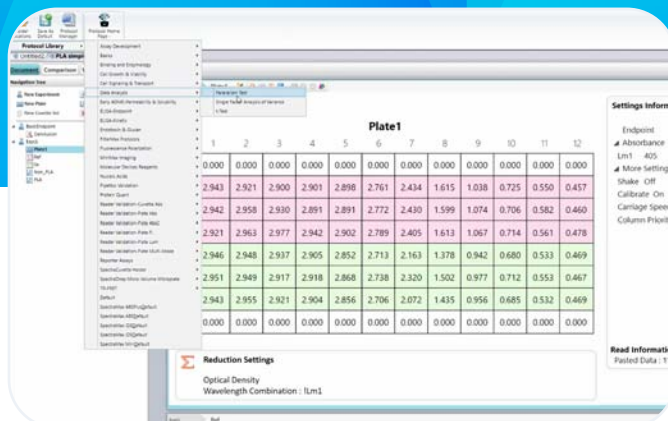 Save As Default
Protocol Manager
Protocol Home Page
Protocol Library
Document
Comparison
Navigation Tree
New Experiment
New Plate
Assay Development
Basics
Binding and Enzymology
Cell Growth & Viability
Cell Signaling & Transport
Data Analysis
Parallelism Test
Single Factor Analysis of Variance
Early ADME-Permeability & Solubility
ELISA-Endpoint
ELISA-Kinetic
Fluorescence Polarization
Molecular Devices Reagents
Nucleic Acids
Pipettor Validation
Protein Quant
Reader Validation-Cuvette Abs
Reporter Assays
Plate1
1 2 3 4 5 6 7 8 9 10 11 12
0.000 0.000 0.000 0.000 0.000 0.000 0.000 0.000 0.000 0.000 0.000 0.000
2.943 2.921 2.900 2.901 2.898 2.761 2.434 1.615 1.038 0.725 0.550 0.457
2.942 2.958 2.930 2.891 2.891 2.772 2.430 1.599 1.074 0.706 0.582 0.460
2.921 2.963 2.977 2.942 2.902 2.789 2.405 1.613 1.067 0.714 0.561 0.478
2.946 2.948 2.937 2.905 2.852 2.713 2.163 1.378 0.942 0.680 0.533 0.469
2.951 2.949 2.917 2.918 2.868 2.738 2.320 1.502 0.977 0.712 0.553 0.467
2.943 2.955 2.921 2.904 2.856 2.706 2.072 1.435 0.956 0.685 0.532 0.469
0.000 0.000 0.000 0.000 0.000 0.000 0.000 0.000 0.000 0.000 0.000 0.000
Settings Inform
Endpoint
Absorbance
Lm1 405
More Setting
Shake Off
Calibrate On
Carriage Spee
Column Priorit
Read Informati
Pasted Data : 1
Reduction Settings
Optical Density
Wavelength Combination : !Lm1